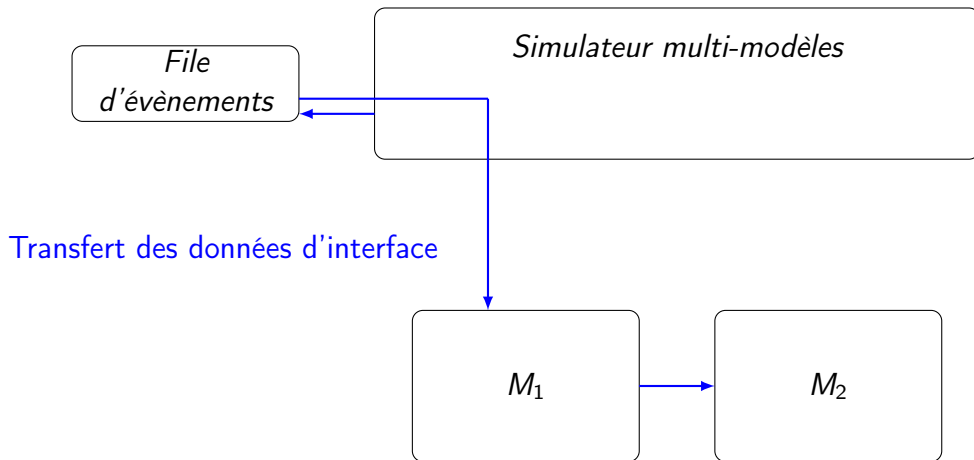 Simulateur multi-modèles
File
d'évènements
Transfert des données d'interface
M₁
M₂